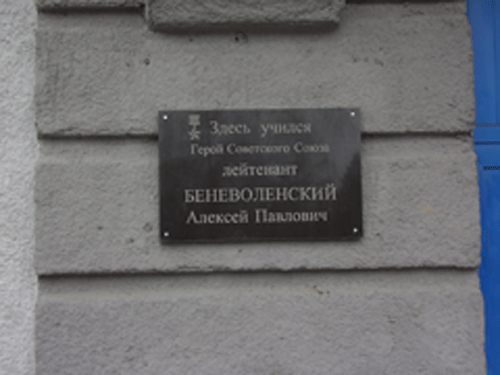 Здесь учился
Герой Советского Союза
лейтенант
БЕНЕВОЛЕНСКИЙ
Алексей Павлович